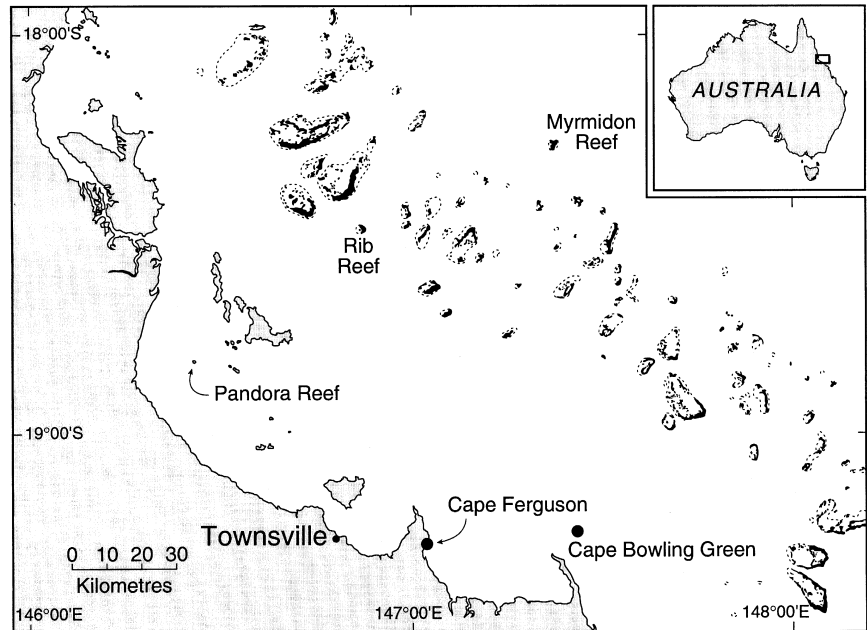 18°00'S
AUSTRALIA
Myrmidon
Reef
Rib
Reef
Pandora Reef
19°00'S
Cape Ferguson
Townsville
Cape Bowling Green
0 10 20 30
Kilometres
146°00'E
147°00'E
148°00'E